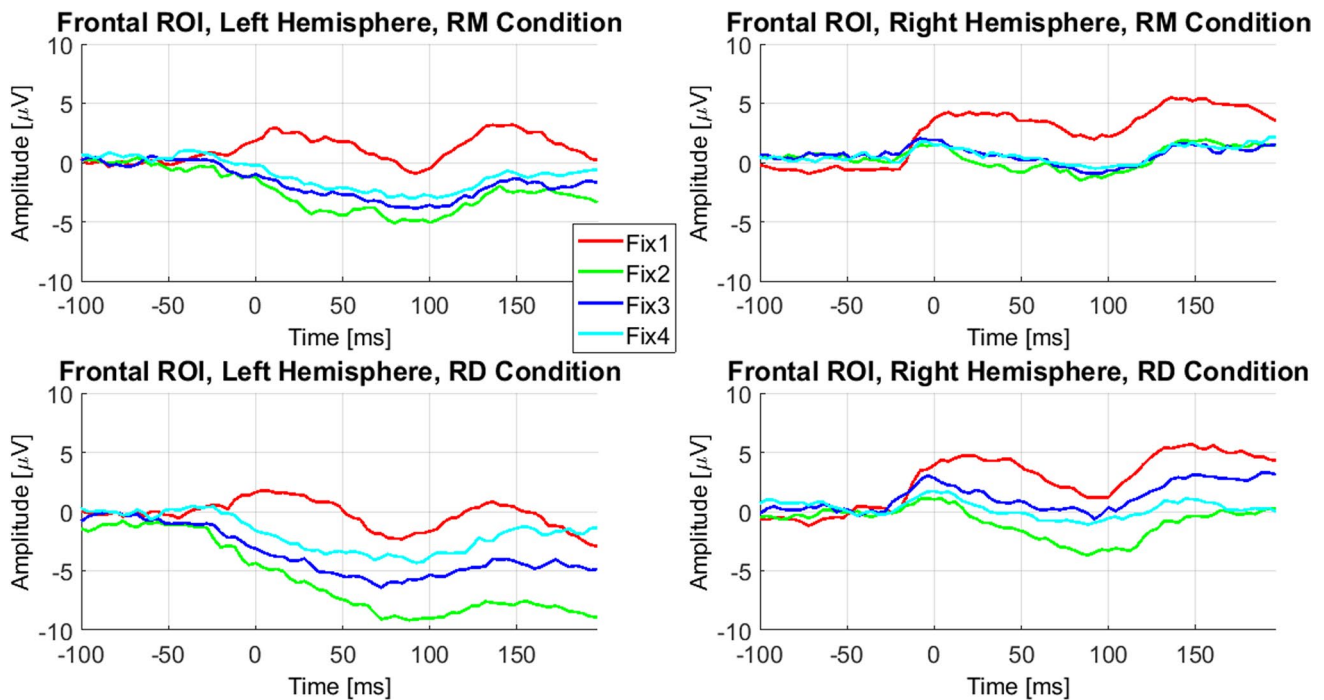 Frontal ROI, Left Hemisphere, RM Condition
10
5
0
-5
-10
Amplitude [μV]
-100 -50 0 50 100 150
Time [ms]
Frontal ROI, Right Hemisphere, RM Condition
10
5
0
-5
-10
Amplitude [μV]
-100 -50 0 50 100 150
Time [ms]
Fix1
Fix2
Fix3
Fix4
Frontal ROI, Left Hemisphere, RD Condition
10
5
0
-5
-10
Amplitude [μV]
-100 -50 0 50 100 150
Time [ms]
Frontal ROI, Right Hemisphere, RD Condition
10
5
0
-5
-10
Amplitude [μV]
-100 -50 0 50 100 150
Time [ms]